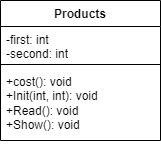 Products
-first: int
-second: int
+cost(): void
+Init(int, int): void
+Read(): void
+Show(): void